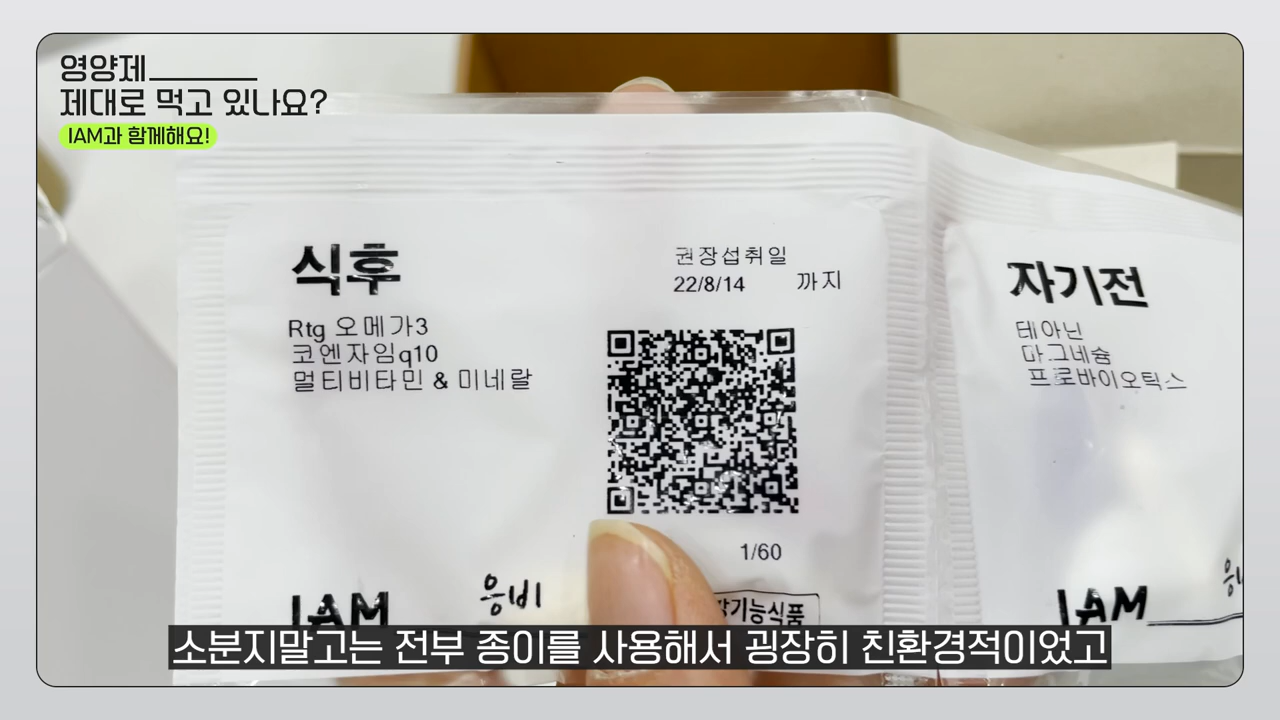 영양제
제대로 먹고 있나요?
IAM과 함께해요!
식후
권장섭취일
22/8/14 까지
Rtg 오메가3
코엔자임q10
멀티비타민 & 미네랄
1/60
IAM 응비
기능식품
자기전
테아닌
마그네슘
프로바이오틱스
IAM
소분지말고는 전부 종이를 사용해서 굉장히 친환경적이었고